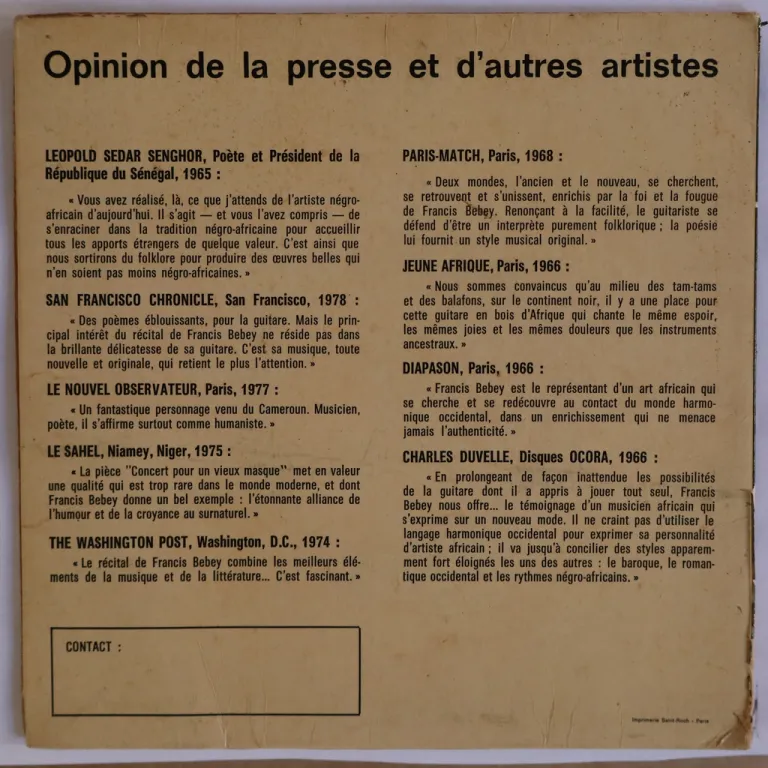 Opinion de la presse et d'autres artistes
LEOPOLD SEDAR SENGHOR, Poète et Président de la
République du Sénégal, 1965 :
« Vous avez réalisé, là, ce que j'attends de l'artiste négro-
africain d'aujourd'hui. Il s'agit — et vous l'avez compris — de
s'enraciner dans la tradition négro-africaine pour accueillir
tous les apports étrangers de quelque valeur. C'est ainsi que
nous sortirons du folklore pour produire des œuvres belles qui
n'en soient pas moins négro-africaines. »
SAN FRANCISCO CHRONICLE, San Francisco, 1978 :
« Des poèmes éblouissants, pour la guitare. Mais le prin-
cipal intérêt du récital de Francis Bebey ne réside pas dans
la brillante délicatesse de sa guitare. C'est sa musique, toute
nouvelle et originale, qui retient le plus l'attention. »
LE NOUVEL OBSERVATEUR, Paris, 1977 :
« Un fantastique personnage venu du Cameroun. Musicien,
poète, il s'affirme surtout comme humaniste. »
LE SAHEL, Niamey, Niger, 1975 :
« La pièce "Concert pour un vieux masque" met en valeur
une qualité qui est trop rare dans le monde moderne, et dont
Francis Bebey donne un bel exemple : l'étonnante alliance de
l'humour et de la croyance au surnaturel. »
THE WASHINGTON POST, Washington, D.C., 1974 :
« Le récital de Francis Bebey combine les meilleurs élé-
ments de la musique et de la littérature... C'est fascinant. »
CONTACT :
PARIS-MATCH, Paris, 1968 :
« Deux mondes, l'ancien et le nouveau, se cherchent,
se retrouvent et s'unissent, enrichis par la foi et la fougue
de Francis Bebey. Renonçant à la facilité, le guitariste se
défend d'être un interprète purement folklorique ; la poésie
lui fournit un style musical original. »
JEUNE AFRIQUE, Paris, 1966 :
« Nous sommes convaincus qu'au milieu des tam-tams
et des balafons, sur le continent noir, il y a une place pour
cette guitare en bois d'Afrique qui chante le même espoir,
les mêmes joies et les mêmes douleurs que les instruments
ancestraux. »
DIAPASON, Paris, 1966 :
« Francis Bebey est le représentant d'un art africain qui
se cherche et se redécouvre au contact du monde harmo-
nique occidental, dans un enrichissement qui ne menace
jamais l'authenticité. »
CHARLES DUVELLE, Disques OCORA, 1966 :
« En prolongeant de façon inattendue les possibilités
de la guitare dont il a appris à jouer tout seul, Francis
Bebey nous offre... le témoignage d'un musicien africain qui
s'exprime sur un nouveau mode. Il ne craint pas d'utiliser le
langage harmonique occidental pour exprimer sa personnalité
d'artiste africain ; il va jusqu'à concilier des styles apparem-
ment fort éloignés les uns des autres : le baroque, le roman-
tique occidental et les rythmes négro-africains. »
Imprimerie Saint-Roch - Paris